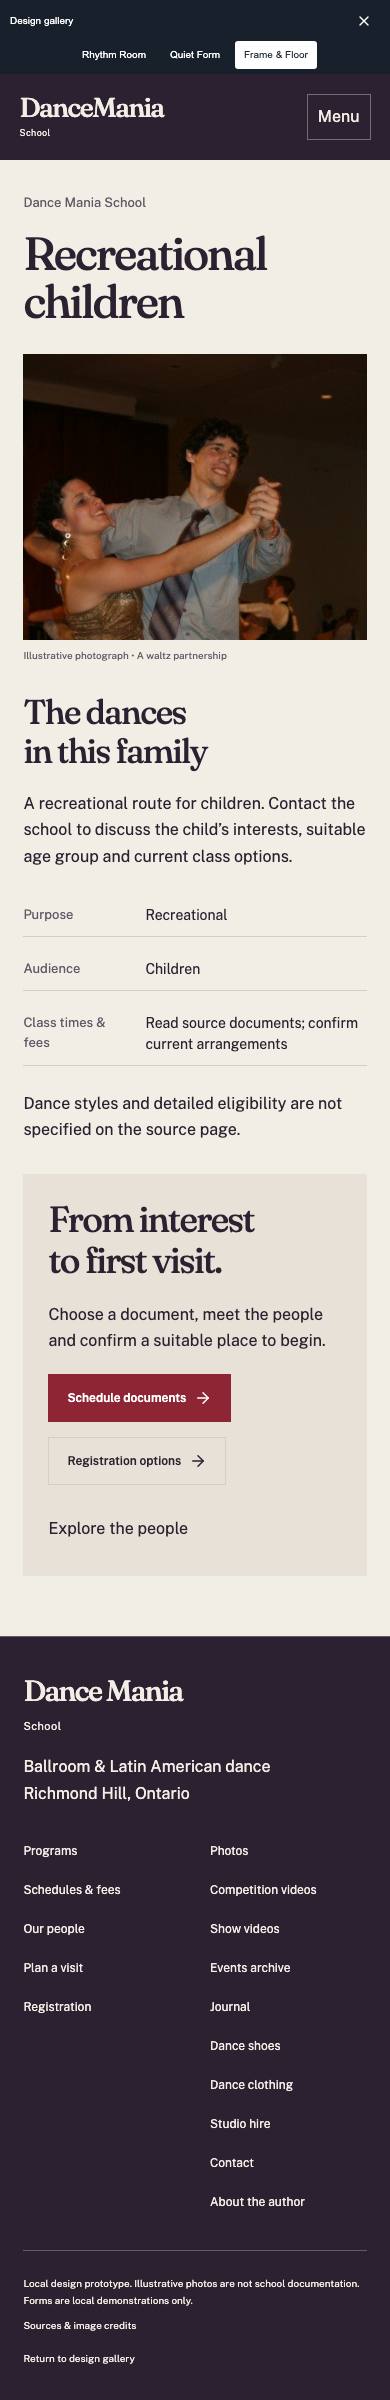 Design gallery
Rhythm Room Quiet Form Frame & Floor
DanceMania
School
Menu
Dance Mania School
Recreational
children
Illustrative photograph • A waltz partnership
The dances
in this family
A recreational route for children. Contact the
school to discuss the child’s interests, suitable
age group and current class options.
Purpose Recreational
Audience Children
Class times & fees Read source documents; confirm current arrangements
Dance styles and detailed eligibility are not
specified on the source page.
From interest
to first visit.
Choose a document, meet the people
and confirm a suitable place to begin.
Schedule documents →
Registration options →
Explore the people
Dance Mania
School
Ballroom & Latin American dance
Richmond Hill, Ontario
Programs
Schedules & fees
Our people
Plan a visit
Registration
Photos
Competition videos
Show videos
Events archive
Journal
Dance shoes
Dance clothing
Studio hire
Contact
About the author
Local design prototype. Illustrative photos are not school documentation.
Forms are local demonstrations only.
Sources & image credits
Return to design gallery